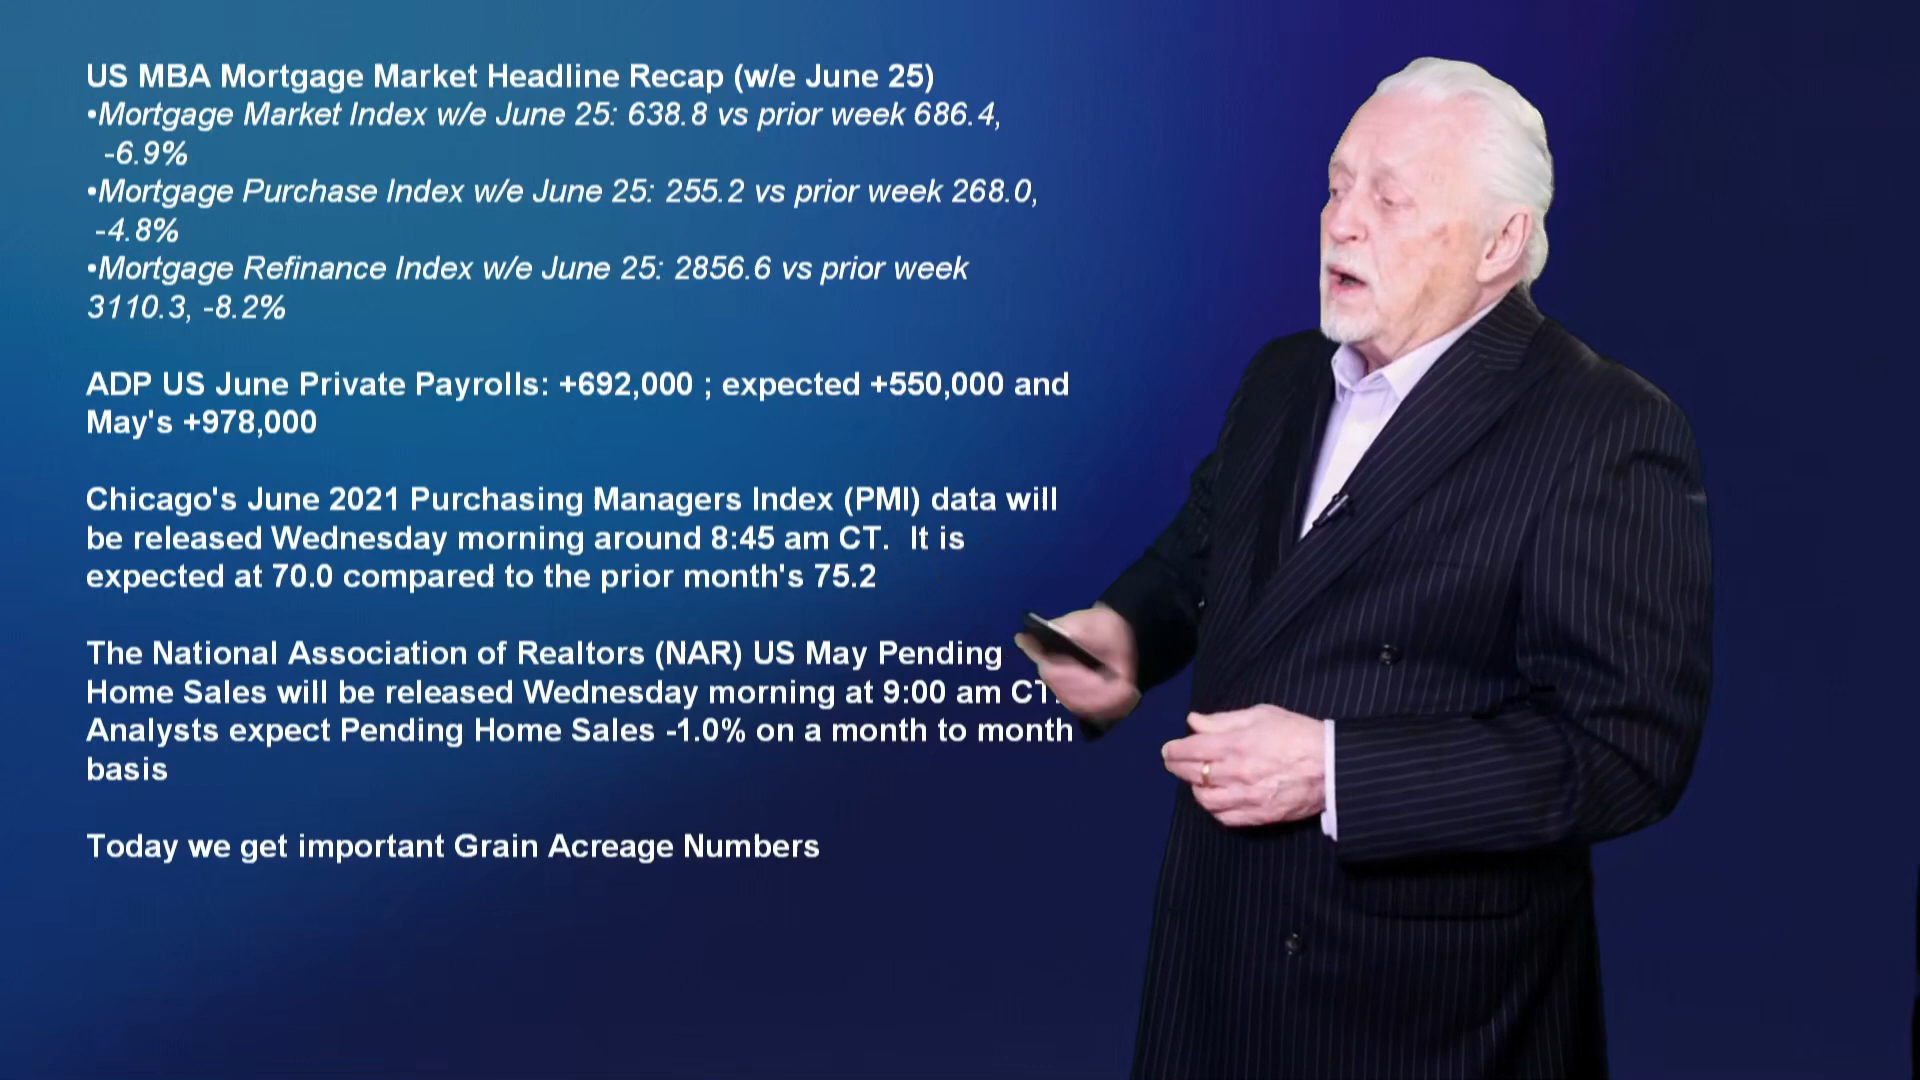 US MBA Mortgage Market Headline Recap (w/e June 25)
•Mortgage Market Index w/e June 25: 638.8 vs prior week 686.4,
-6.9%
•Mortgage Purchase Index w/e June 25: 255.2 vs prior week 268.0,
-4.8%
•Mortgage Refinance Index w/e June 25: 2856.6 vs prior week
3110.3, -8.2%
ADP US June Private Payrolls: +692,000 ; expected +550,000 and
May's +978,000
Chicago's June 2021 Purchasing Managers Index (PMI) data will
be released Wednesday morning around 8:45 am CT.  It is
expected at 70.0 compared to the prior month's 75.2
The National Association of Realtors (NAR) US May Pending
Home Sales will be released Wednesday morning at 9:00 am CT.
Analysts expect Pending Home Sales -1.0% on a month to month
basis
Today we get important Grain Acreage Numbers